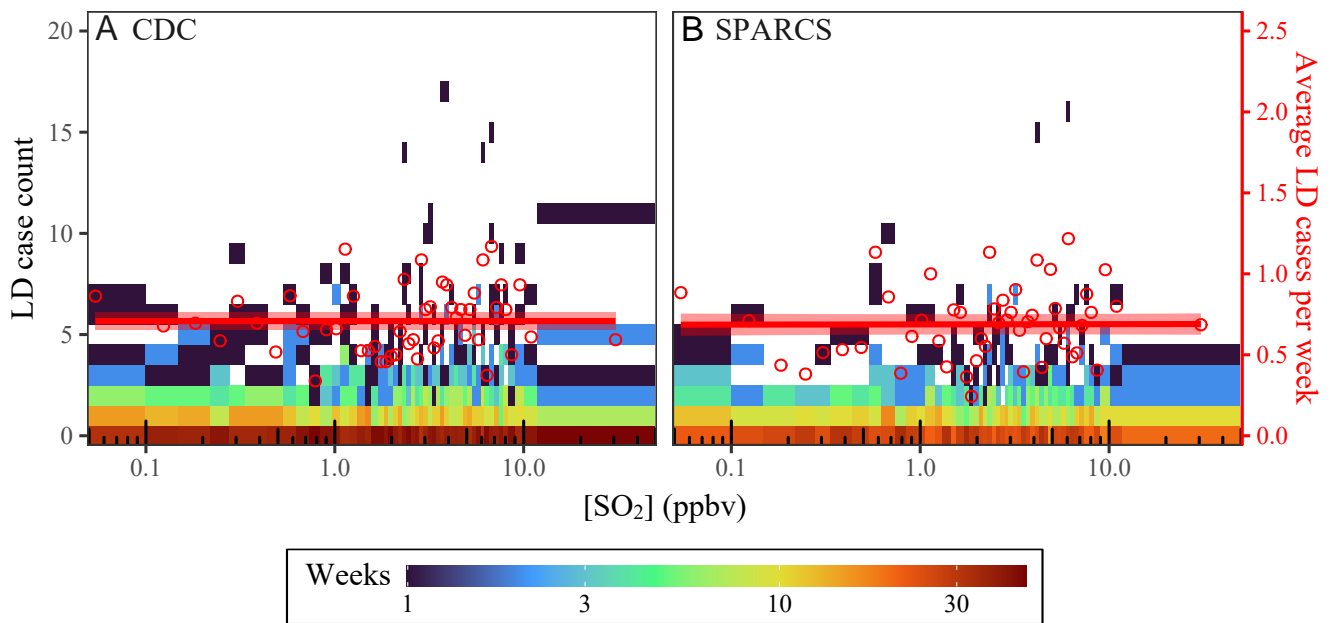 A CDC
B SPARCS
20
15
10
5
0
LD case count
2.5
2.0
1.5
1.0
0.5
0.0
Average LD cases per week
0.1 1.0 10.0
0.1 1.0 10.0
[SO₂] (ppbv)
Weeks
1 3 10 30